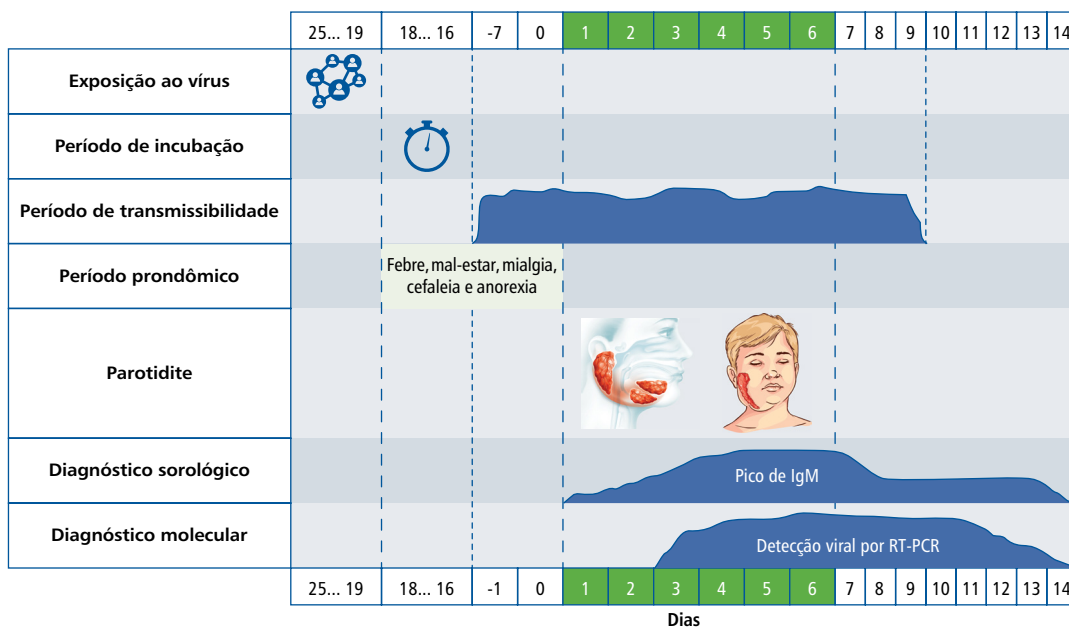 25... 19 18... 16 -7 0 1 2 3 4 5 6 7 8 9 10 11 12 13 14
Exposição ao vírus
Período de incubação
Período de transmissibilidade
Período prondômico
Febre, mal-estar, mialgia,
cefaleia e anorexia
Parotidite
Diagnóstico sorológico
Pico de IgM
Diagnóstico molecular
Detecção viral por RT-PCR
25... 19 18... 16 -1 0 1 2 3 4 5 6 7 8 9 10 11 12 13 14
Dias